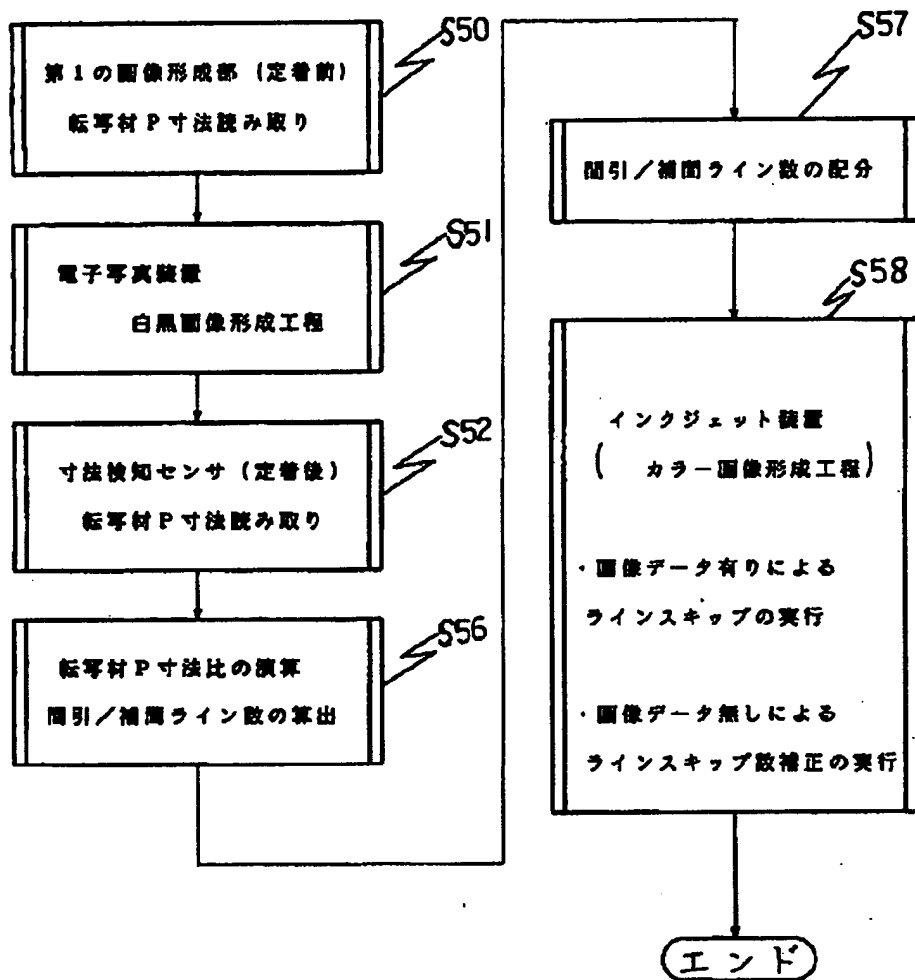 S50
第1の画像形成部 (定着前)
転写材P寸法読み取り
S51
電子写真装置
白黒画像形成工程
S52
寸法検知センサ (定着後)
転写材P寸法読み取り
S56
転写材P寸法比の演算
間引/補間ライン数の算出
S57
間引/補間ライン数の配分
S58
インクジェット装置
( カラー画像形成工程)
・画像データ有りによる
ラインスキップの実行
・画像データ無しによる
ラインスキップ数補正の実行
エンド